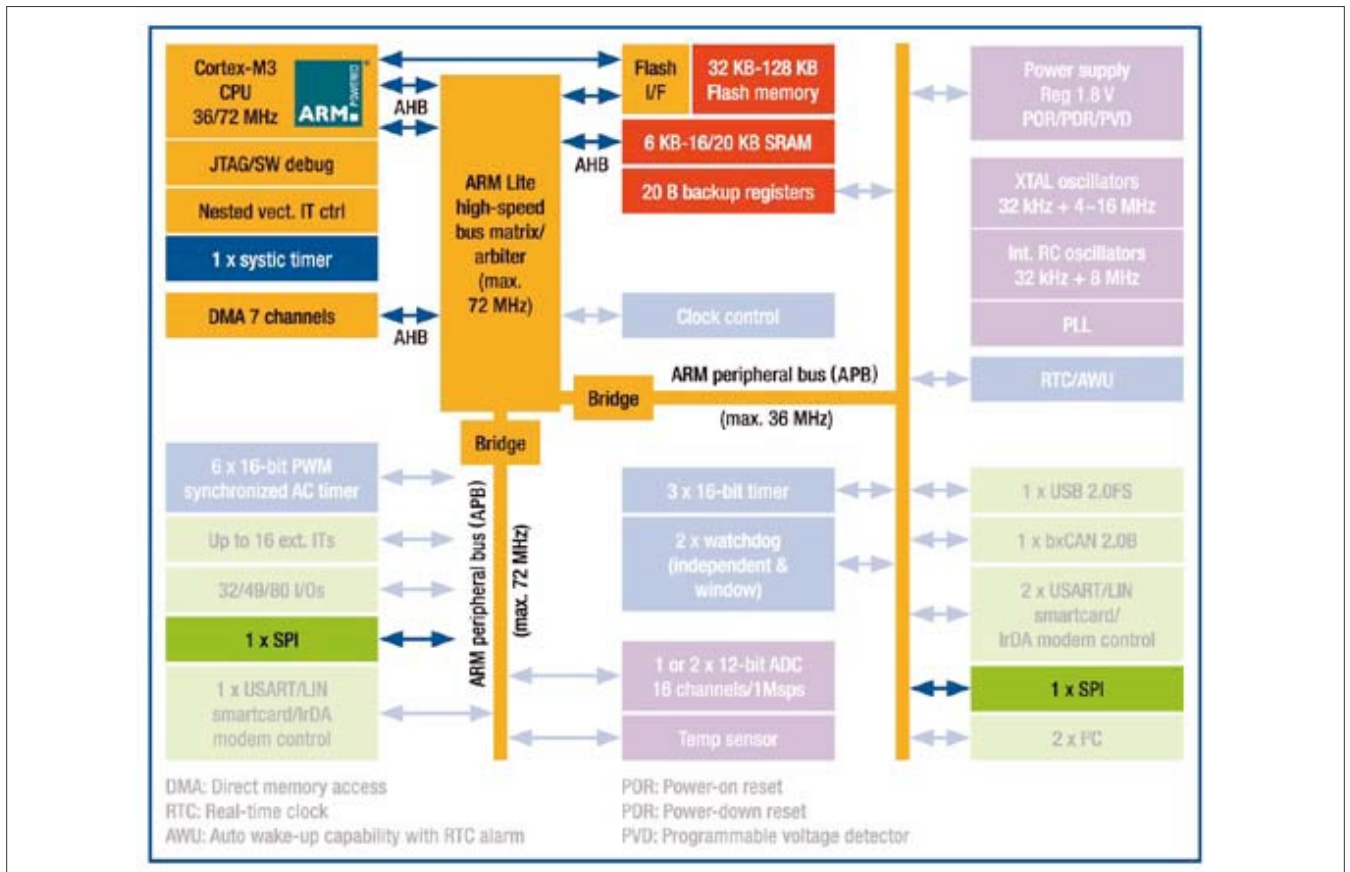 Cortex-M3
CPU
36/72 MHz
ARM
POWERED
AHB
Flash
I/F
32 KB-128 KB
Flash memory
Power supply
Reg 1.8 V
POR/PDR/PVD
JTAG/SW debug
6 KB-16/20 KB SRAM
AHB
Nested vect. IT ctrl
20 B backup registers
XTAL oscillators
32 kHz + 4~16 MHz
ARM Lite
high-speed
bus matrix/
arbiter
(max.
72 MHz)
1 x systic timer
Int. RC oscillators
32 kHz + 8 MHz
DMA 7 channels
AHB
Clock control
PLL
ARM peripheral bus (APB)
(max. 36 MHz)
RTC/AWU
Bridge
Bridge
6 x 16-bit PWM
synchronized AC timer
ARM peripheral bus (APB)
(max. 72 MHz)
3 x 16-bit timer
1 x USB 2.0FS
Up to 16 ext. ITs
2 x watchdog
(independent &
window)
1 x bxCAN 2.0B
32/49/80 I/Os
2 x USART/LIN
smartcard/
IrDA modem control
1 x SPI
1 or 2 x 12-bit ADC
16 channels/1Msps
1 x SPI
1 x USART/LIN
smartcard/IrDA
modem control
Temp sensor
2 x I²C
DMA: Direct memory access
RTC: Real-time clock
AWU: Auto wake-up capability with RTC alarm
POR: Power-on reset
PDR: Power-down reset
PVD: Programmable voltage detector